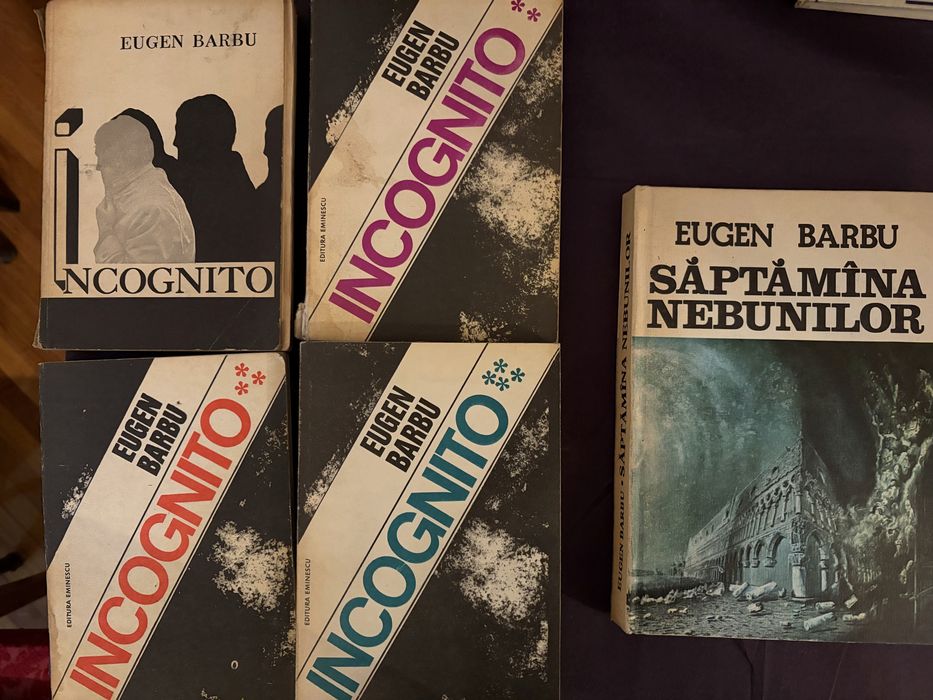 EUGEN BARBU
iNCOGNITO
EUGEN
BARBU
INCOGNITO**
EDITURA EMINESCU
EUGEN
BARBU
INCOGNITO***
EDITURA EMINESCU
EUGEN
BARBU
INCOGNITO****
EDITURA EMINESCU
EUGEN BARBU
SĂPTĂMÎNA
NEBUNILOR
EUGEN BARBU • SĂPTĂMÎNA NEBUNILOR